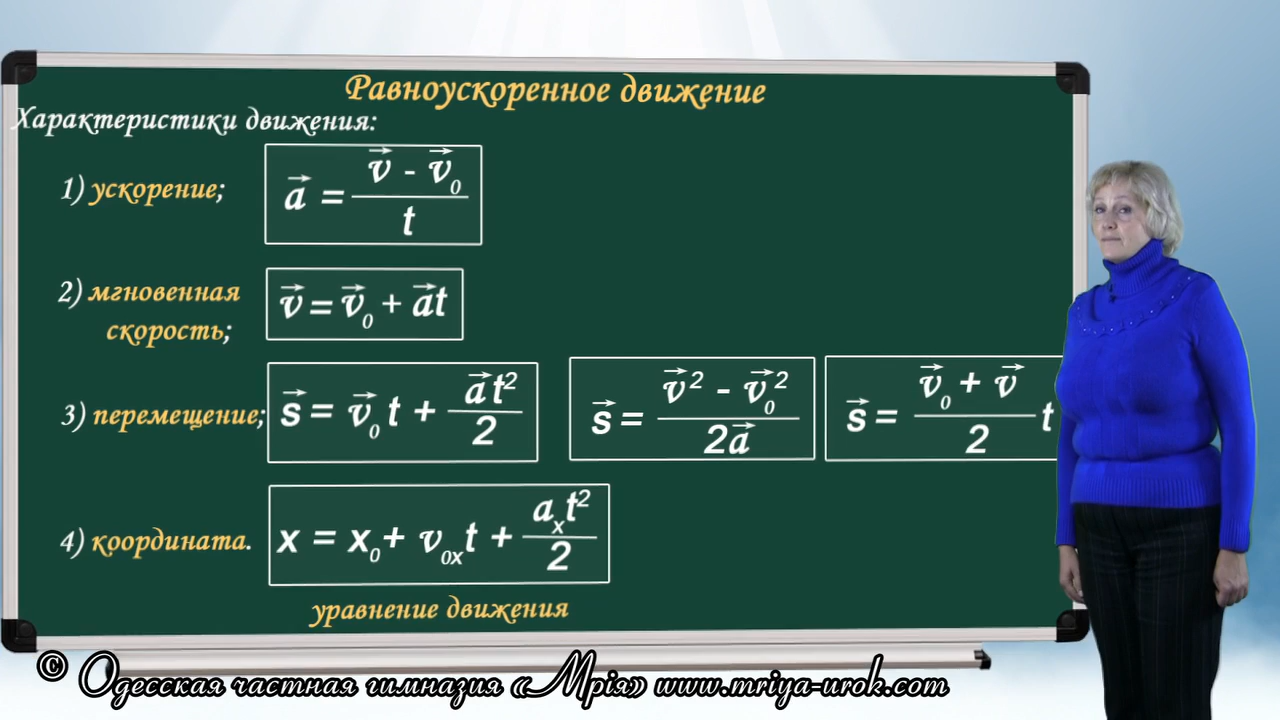 Равноускоренное движение
Характеристики движения:
1) ускорение; a⃗ = (v⃗ - v⃗₀) / t
2) мгновенная
скорость; v⃗ = v⃗₀ + a⃗t
3) перемещение; s⃗ = v⃗₀ t + a⃗t² / 2 s⃗ = (v⃗² - v⃗₀²) / 2a⃗ s⃗ = (v⃗₀ + v⃗) / 2 t
4) координата. x = x₀ + v₀ₓt + aₓt² / 2
уравнение движения
© Одесская частная гимназия «Мрія» www.mriya-urok.com